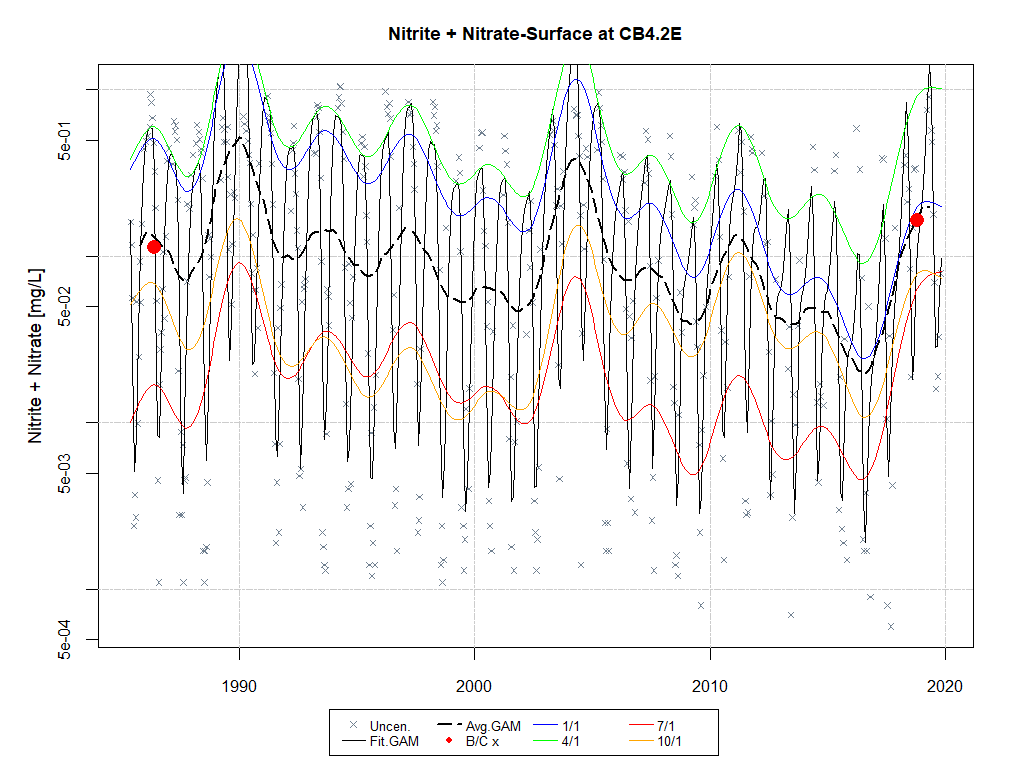 Nitrite + Nitrate-Surface at CB4.2E
Nitrite + Nitrate [mg/L]
5e-01
5e-02
5e-03
5e-04
1990 2000 2010 2020
Uncen. Avg.GAM 1/1 7/1
Fit.GAM B/C x 4/1 10/1